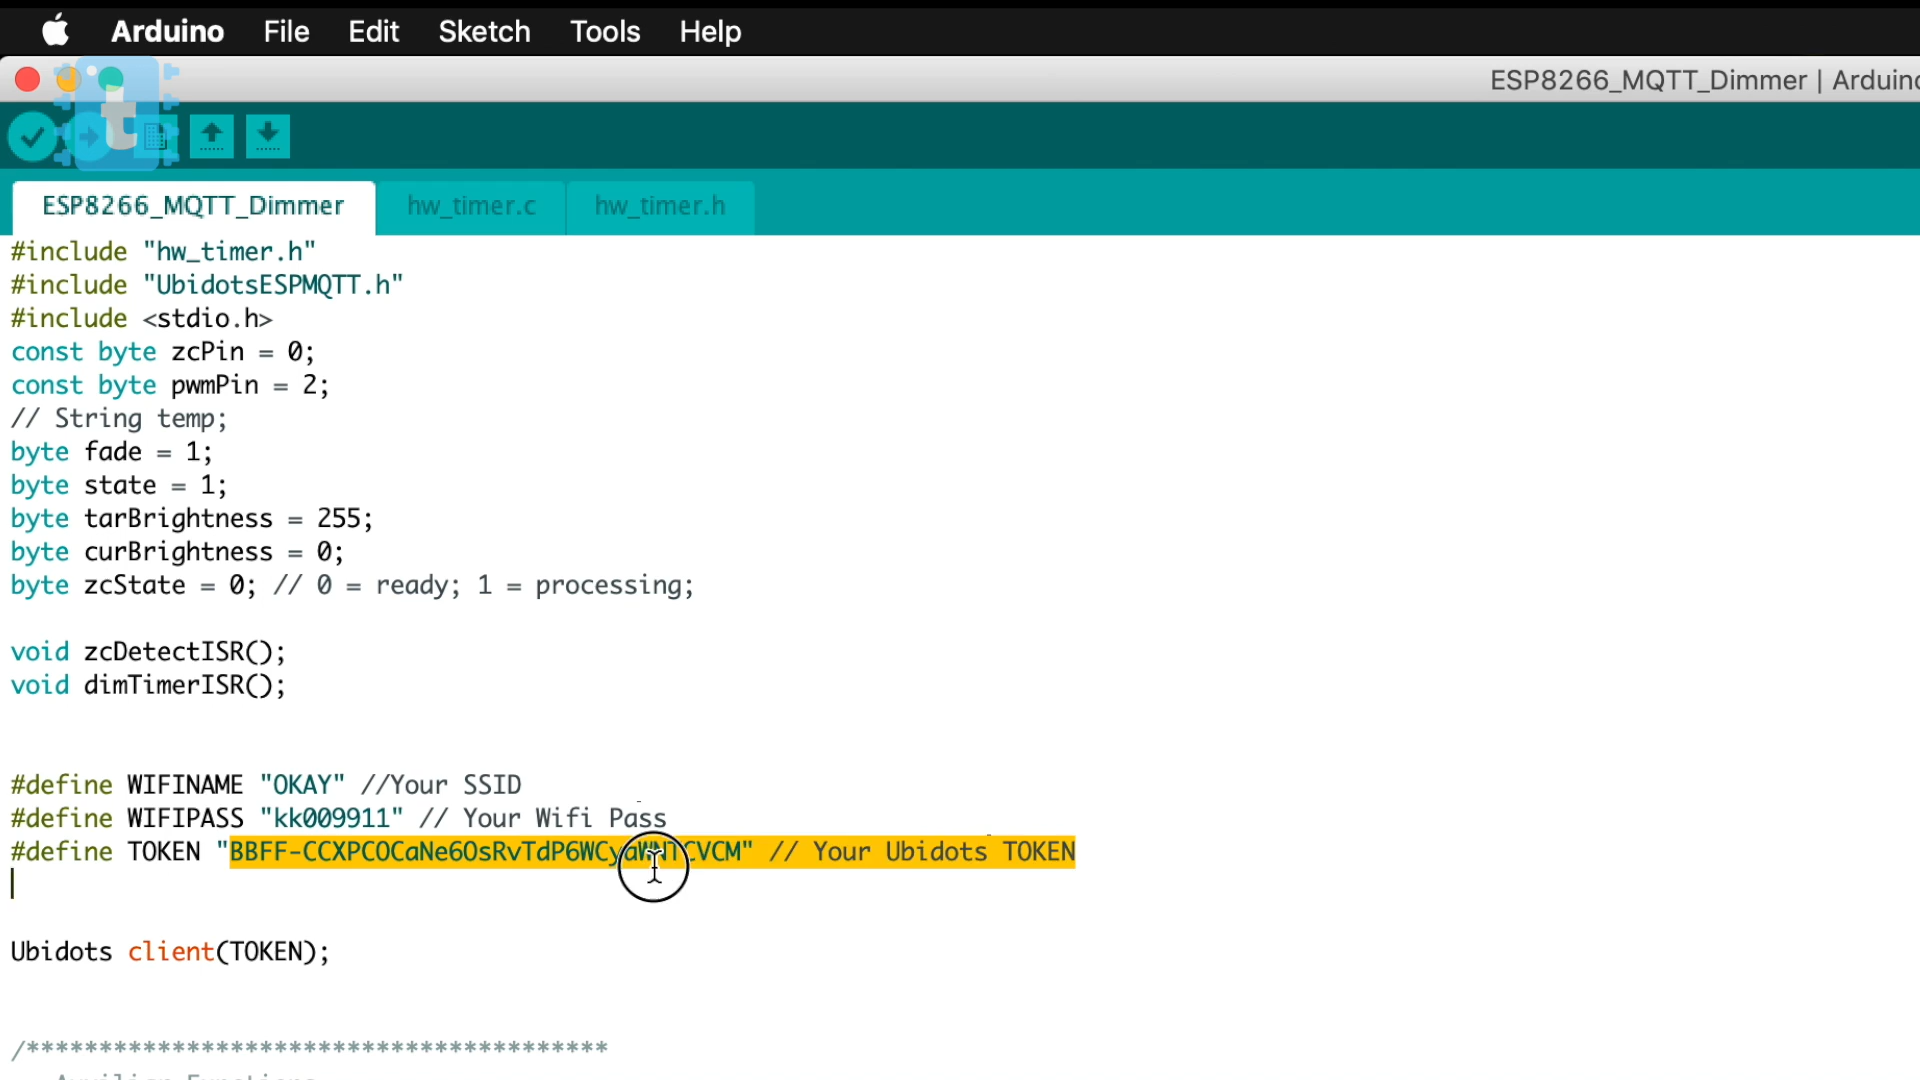 Arduino File Edit Sketch Tools Help
ESP8266_MQTT_Dimmer | Arduino
t
ESP8266_MQTT_Dimmer hw_timer.c hw_timer.h
#include "hw_timer.h"
#include "UbidotsESPMQTT.h"
#include <stdio.h>
const byte zcPin = 0;
const byte pwmPin = 2;
// String temp;
byte fade = 1;
byte state = 1;
byte tarBrightness = 255;
byte curBrightness = 0;
byte zcState = 0; // 0 = ready; 1 = processing;
void zcDetectISR();
void dimTimerISR();
#define WIFINAME "OKAY" //Your SSID
#define WIFIPASS "kk009911" // Your Wifi Pass
#define TOKEN "BBFF-CCXPCOCaNe6OsRvTdP6WCyaWNTCVCM" // Your Ubidots TOKEN
Ubidots client(TOKEN);
/****************************************